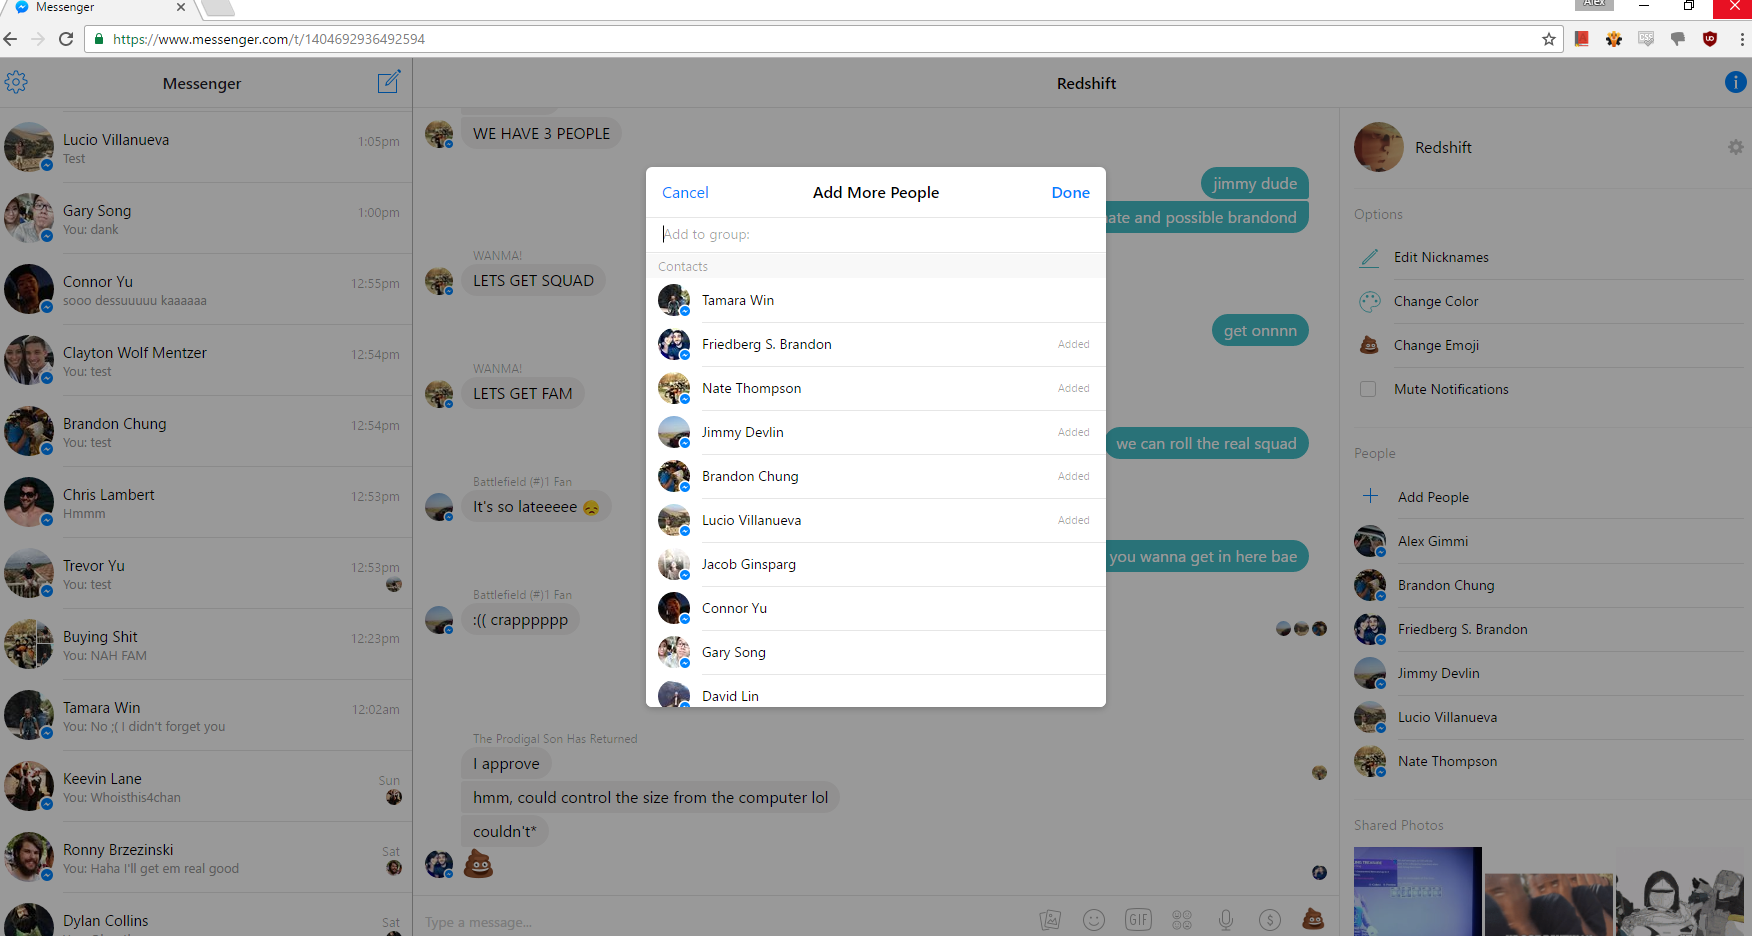 Messenger
Alex
https://www.messenger.com/t/1404692936492594
Messenger
Redshift
Lucio Villanueva
1:05pm
Test
Gary Song
1:00pm
You: dank
Connor Yu
12:55pm
sooo dessuuuuu kaaaaaa
Clayton Wolf Mentzer
12:54pm
You: test
Brandon Chung
12:54pm
You: test
Chris Lambert
12:53pm
Hmmm
Trevor Yu
12:53pm
You: test
Buying Shit
12:23pm
You: NAH FAM
Tamara Win
12:02am
You: No ;( I didn't forget you
Keevin Lane
Sun
You: Whoisthis4chan
Ronny Brzezinski
Sat
You: Haha I'll get em real good
Dylan Collins
Sat
WE HAVE 3 PEOPLE
jimmy dude
and possible brandond
WANMA!
LETS GET SQUAD
get onnnn
WANMA!
LETS GET FAM
we can roll the real squad
Battlefield (#)1 Fan
It's so lateeeee
you wanna get in here bae
Battlefield (#)1 Fan
:(( crapppppp
The Prodigal Son Has Returned
I approve
hmm, could control the size from the computer lol
couldn't*
Type a message...
GIF
$
Cancel
Add More People
Done
Add to group:
Contacts
Tamara Win
Friedberg S. Brandon
Added
Nate Thompson
Added
Jimmy Devlin
Added
Brandon Chung
Added
Lucio Villanueva
Added
Jacob Ginsparg
Connor Yu
Gary Song
David Lin
Redshift
Options
Edit Nicknames
Change Color
Change Emoji
Mute Notifications
People
Add People
Alex Gimmi
Brandon Chung
Friedberg S. Brandon
Jimmy Devlin
Lucio Villanueva
Nate Thompson
Shared Photos